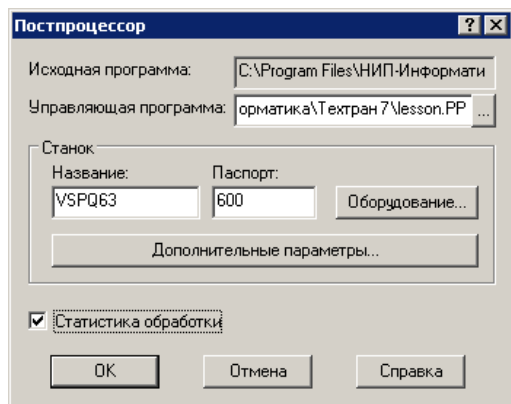 Постпроцессор
Исходная программа: C:\Program Files\НИП-Информати
Управляющая программа: орматика\Техтран 7\lesson.PP ...
Станок
Название: Паспорт:
VSPQ63 600 Оборудование...
Дополнительные параметры...
Статистика обработки
OK Отмена Справка